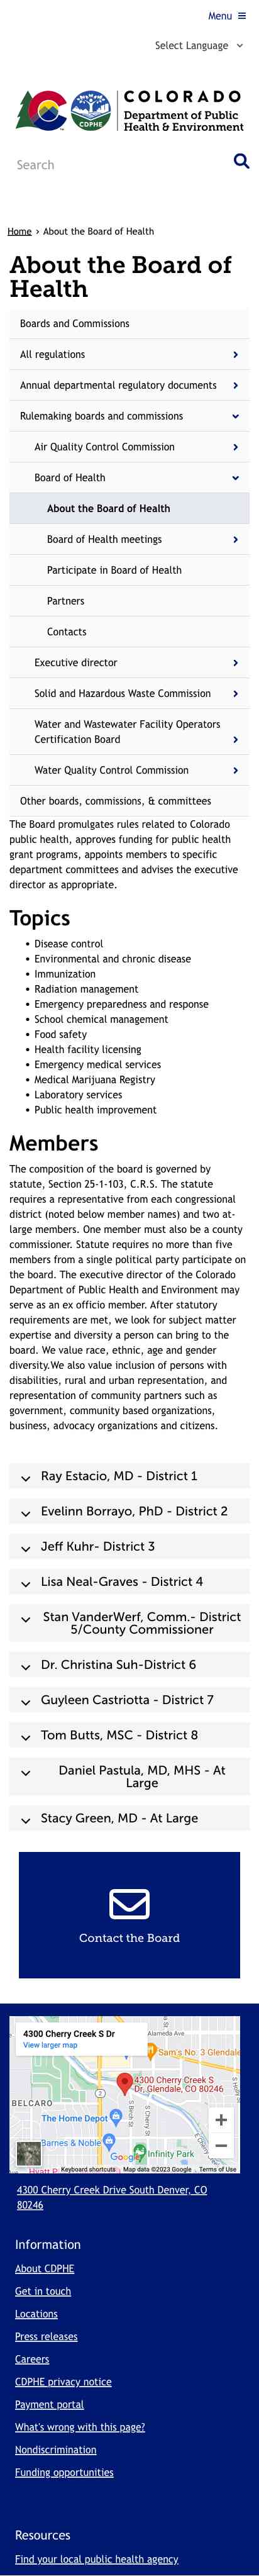 Menu
Select Language
COLORADO
Department of Public
Health & Environment
CDPHE
Search
Home › About the Board of Health
About the Board of
Health
Boards and Commissions
All regulations
Annual departmental regulatory documents
Rulemaking boards and commissions
Air Quality Control Commission
Board of Health
About the Board of Health
Board of Health meetings
Participate in Board of Health
Partners
Contacts
Executive director
Solid and Hazardous Waste Commission
Water and Wastewater Facility Operators
Certification Board
Water Quality Control Commission
Other boards, commissions, & committees
The Board promulgates rules related to Colorado
public health, approves funding for public health
grant programs, appoints members to specific
department committees and advises the executive
director as appropriate.
Topics
• Disease control
• Environmental and chronic disease
• Immunization
• Radiation management
• Emergency preparedness and response
• School chemical management
• Food safety
• Health facility licensing
• Emergency medical services
• Medical Marijuana Registry
• Laboratory services
• Public health improvement
Members
The composition of the board is governed by
statute, Section 25-1-103, C.R.S. The statute
requires a representative from each congressional
district (noted below member names) and two at-
large members. One member must also be a county
commissioner. Statute requires no more than five
members from a single political party participate on
the board. The executive director of the Colorado
Department of Public Health and Environment may
serve as an ex officio member. After statutory
requirements are met, we look for subject matter
expertise and diversity a person can bring to the
board. We value race, ethnic, age and gender
diversity.We also value inclusion of persons with
disabilities, rural and urban representation, and
representation of community partners such as
government, community based organizations,
business, advocacy organizations and citizens.
Ray Estacio, MD - District 1
Evelinn Borrayo, PhD - District 2
Jeff Kuhr- District 3
Lisa Neal-Graves - District 4
Stan VanderWerf, Comm.- District
5/County Commissioner
Dr. Christina Suh-District 6
Guyleen Castriotta - District 7
Tom Butts, MSC - District 8
Daniel Pastula, MD, MHS - At
Large
Stacy Green, MD - At Large
Contact the Board
4300 Cherry Creek S Dr
View larger map
Alameda Ave
Sam's No. 3 Glendale
4300 Cherry Creek S
Dr, Glendale, CO 80246
BELCARO
S Cherry St
The Home Depot
Barnes & Noble
Infinity Park
E Cherry C
Hyatt P
Google
Keyboard shortcuts
Map data ©2023 Google
Terms of Use
4300 Cherry Creek Drive South Denver, CO
80246
Information
About CDPHE
Get in touch
Locations
Press releases
Careers
CDPHE privacy notice
Payment portal
What's wrong with this page?
Nondiscrimination
Funding opportunities
Resources
Find your local public health agency